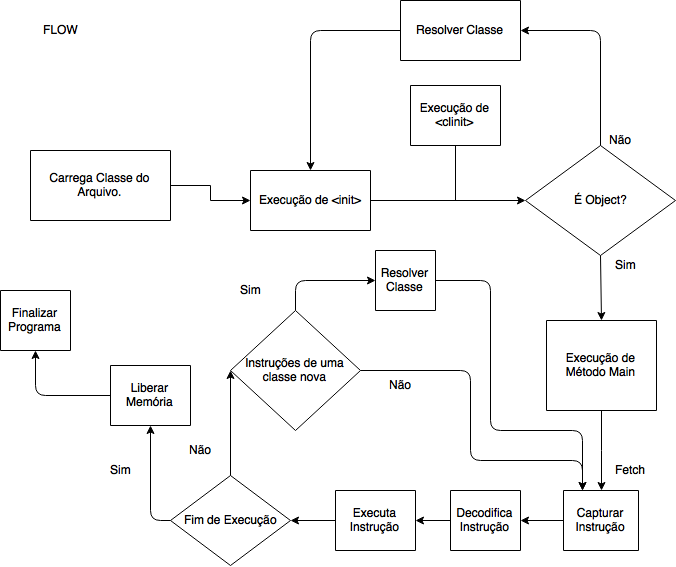 FLOW
Resolver Classe
Execução de
<clinit>
Não
Carrega Classe do
Arquivo.
Execução de <init>
É Object?
Sim
Resolver
Classe
Sim
Finalizar
Programa
Instruções de uma
classe nova
Execução de
Método Main
Liberar
Memória
Não
Não
Sim
Fetch
Fim de Execução
Executa
Instrução
Decodifica
Instrução
Capturar
Instrução